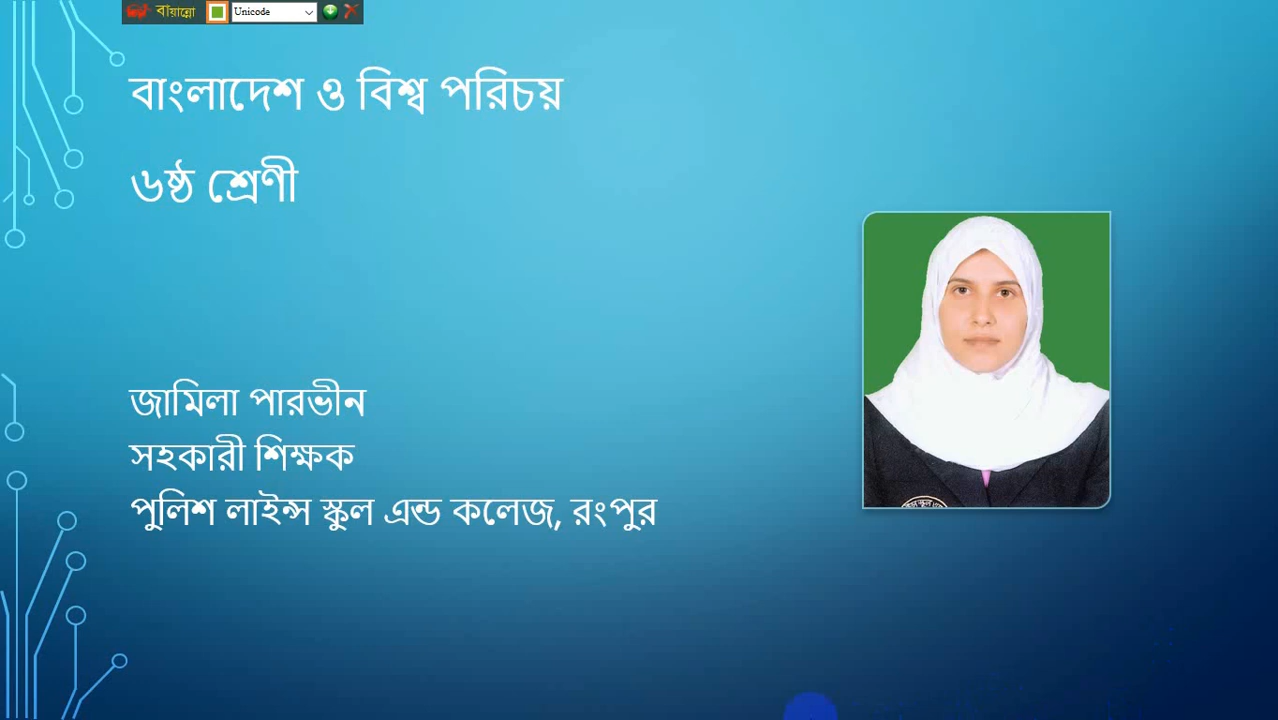 বায়ান্নো Unicode
বাংলাদেশ ও বিশ্ব পরিচয়
৬ষ্ঠ শ্রেণী
জামিলা পারভীন
সহকারী শিক্ষক
পুলিশ লাইন্স স্কুল এন্ড কলেজ, রংপুর